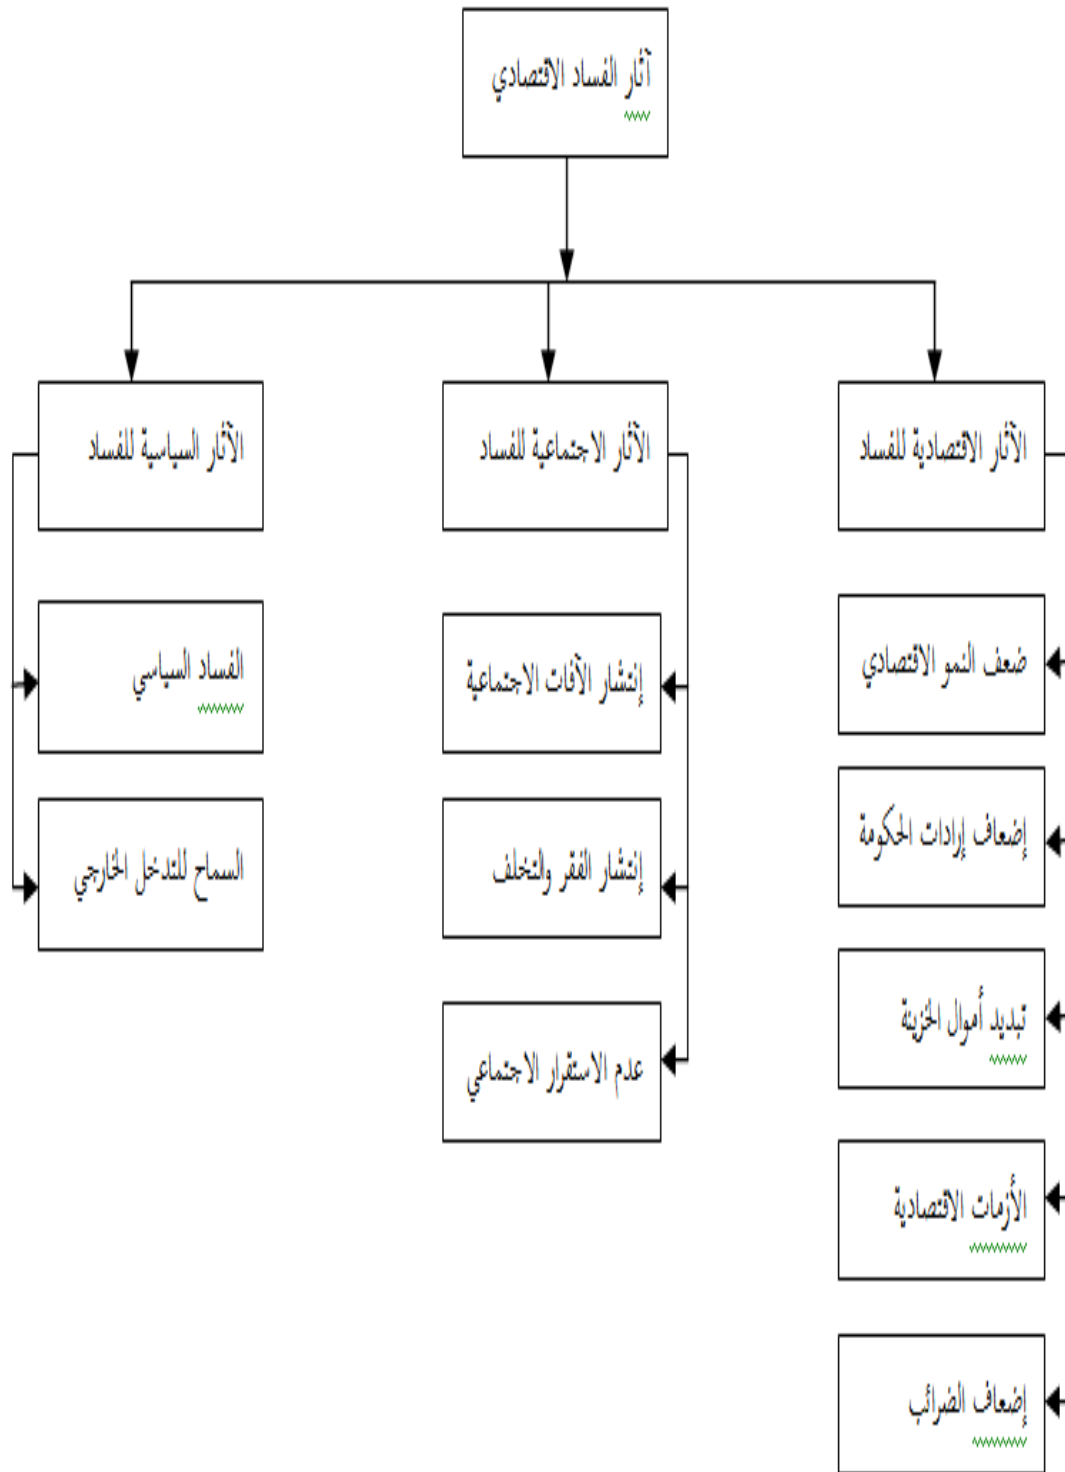 آثار الفساد الاقتصادي
الآثار الاقتصادية للفساد
الآثار الاجتماعية للفساد
الآثار السياسية للفساد
ضعف النمو الاقتصادي
إضعاف إرادات الحكومة
تبديد أموال الخزينة
الأزمات الاقتصادية
إضعاف الضرائب
إنتشار الآفات الاجتماعية
إنتشار الفقر والتخلف
عدم الاستقرار الاجتماعي
الفساد السياسي
السماح للتدخل الخارجي